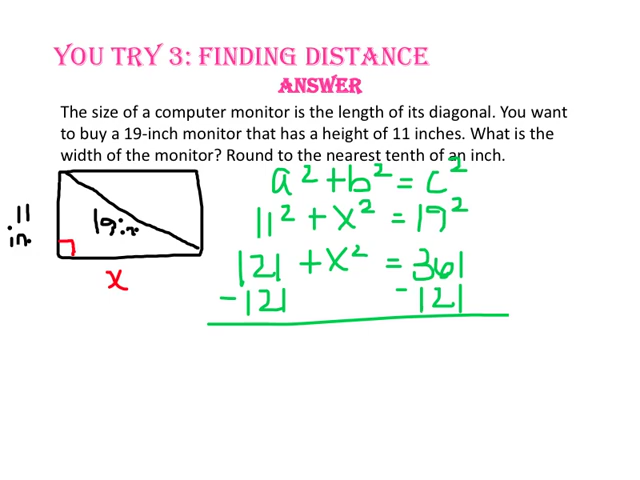 YOU TRY 3: FINDING DISTANCE
ANSWER
The size of a computer monitor is the length of its diagonal. You want
to buy a 19-inch monitor that has a height of 11 inches. What is the
width of the monitor? Round to the nearest tenth of an inch.
a² + b² = c²
11² + x² = 19²
121 + x² = 361
-121 -121
11
in.
19in
x